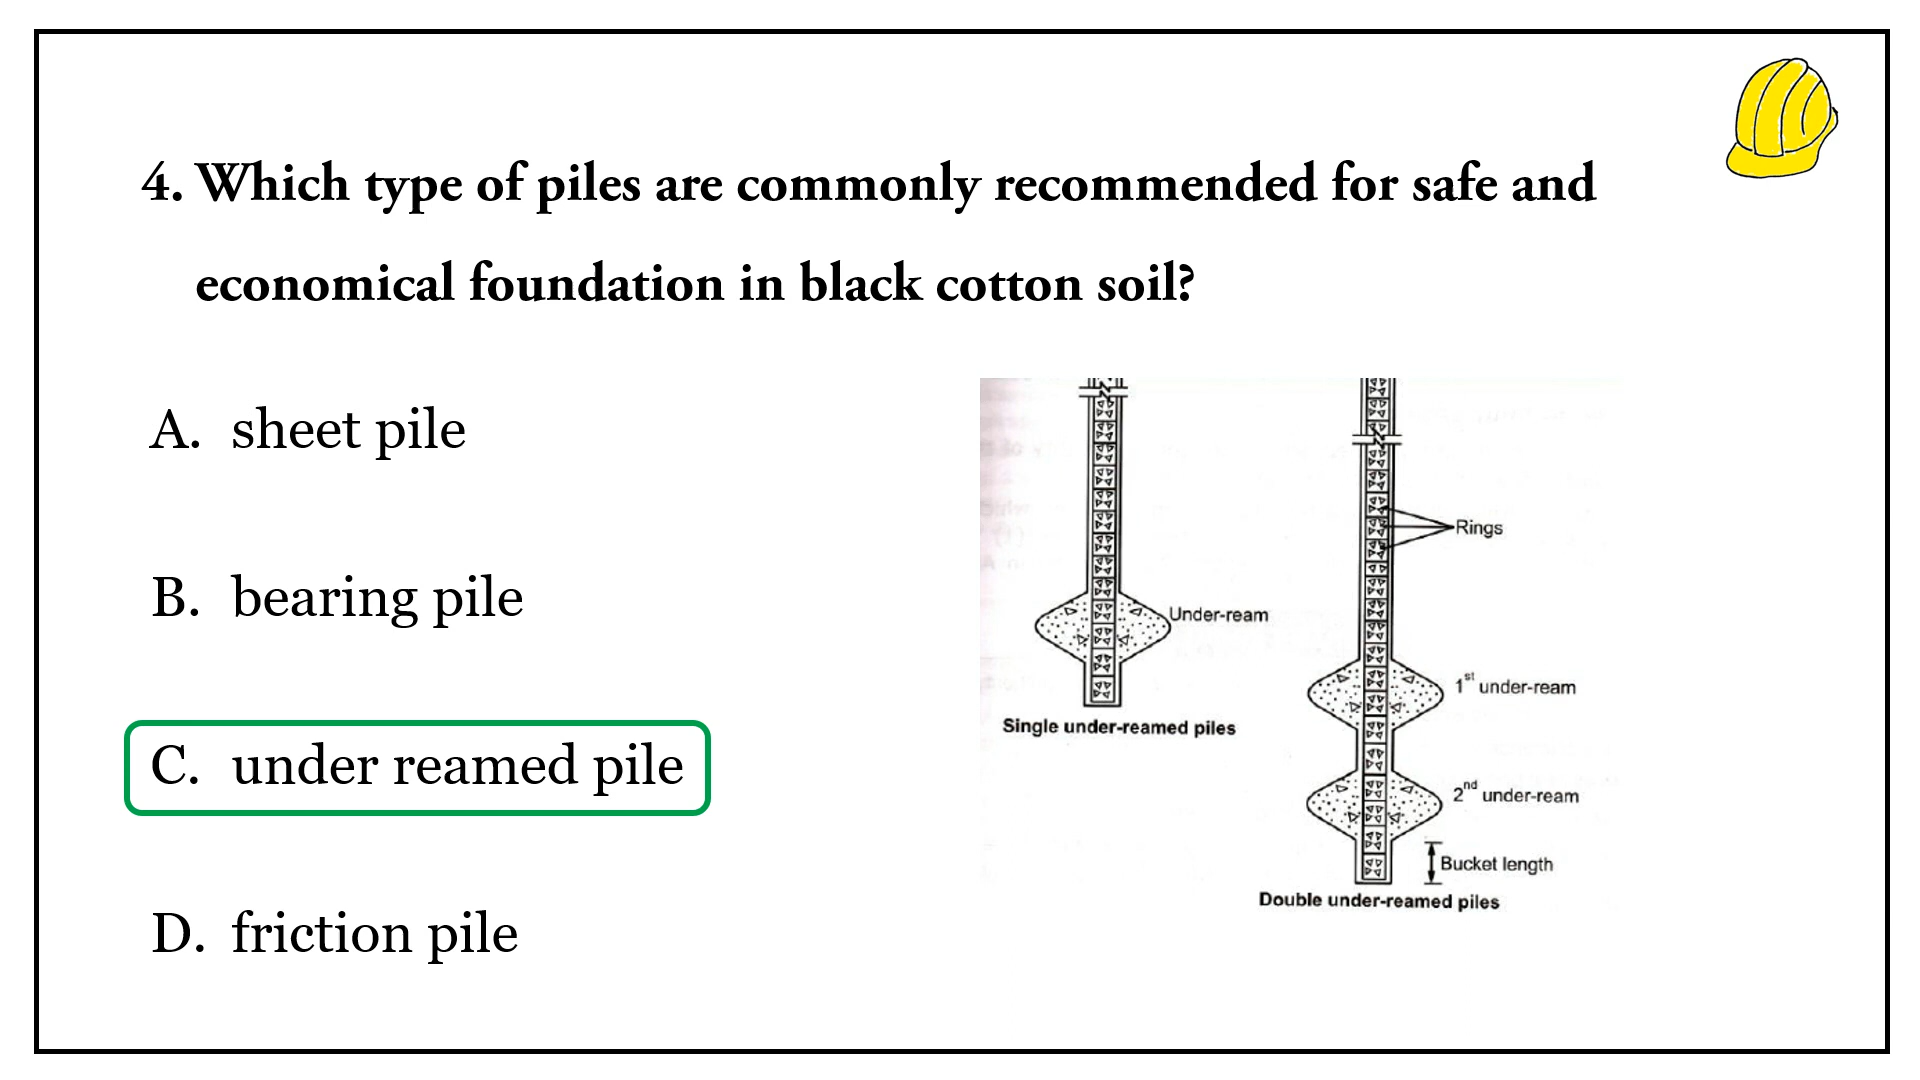 4. Which type of piles are commonly recommended for safe and
economical foundation in black cotton soil?
A. sheet pile
B. bearing pile
C. under reamed pile
D. friction pile
Rings
Under-ream
1st under-ream
Single under-reamed piles
2nd under-ream
Bucket length
Double under-reamed piles